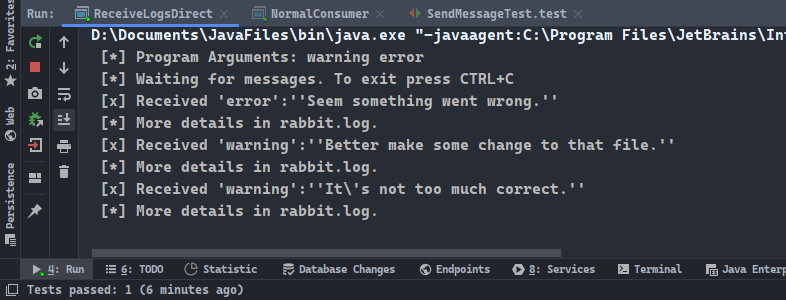 Run: ReceiveLogsDirect NormalConsumer SendMessageTest.test
D:\Documents\JavaFiles\bin\java.exe "-javaagent:C:\Program Files\JetBrains\Int
[*] Program Arguments: warning error
[*] Waiting for messages. To exit press CTRL+C
[x] Received 'error':''Seem something went wrong.''
[*] More details in rabbit.log.
[x] Received 'warning':''Better make some change to that file.''
[*] More details in rabbit.log.
[x] Received 'warning':''It\'s not too much correct.''
[*] More details in rabbit.log.
2: Favorites
Web
Persistence
4: Run 6: TODO Statistic Database Changes Endpoints 8: Services Terminal Java Enterp
Tests passed: 1 (6 minutes ago)